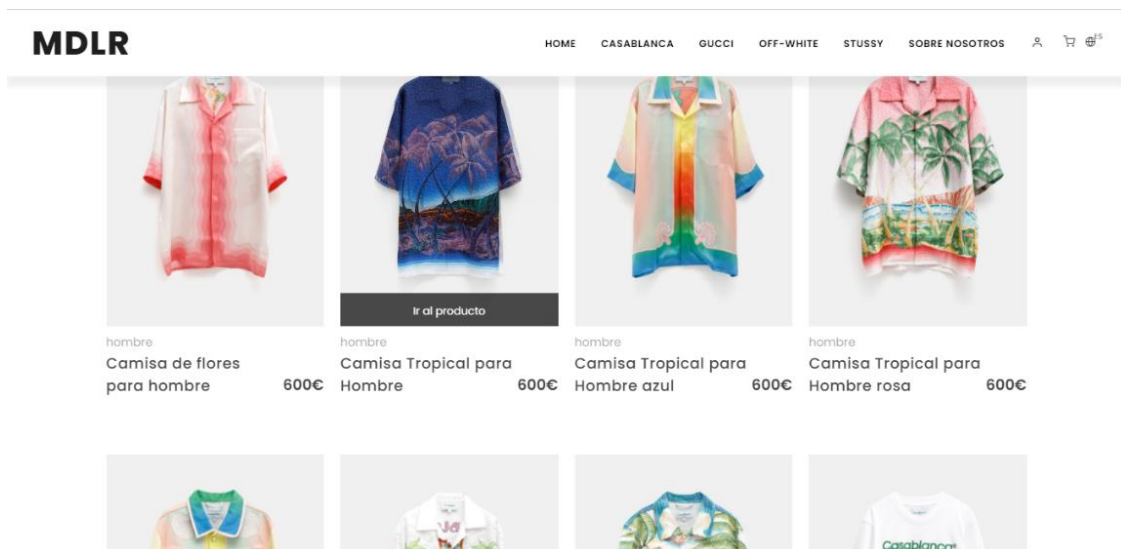 MDLR
HOME CASABLANCA GUCCI OFF-WHITE STUSSY SOBRE NOSOTROS ES
Ir al producto
hombre
Camisa de flores
para hombre 600€
hombre
Camisa Tropical para
Hombre 600€
hombre
Camisa Tropical para
Hombre azul 600€
hombre
Camisa Tropical para
Hombre rosa 600€
Casablanca